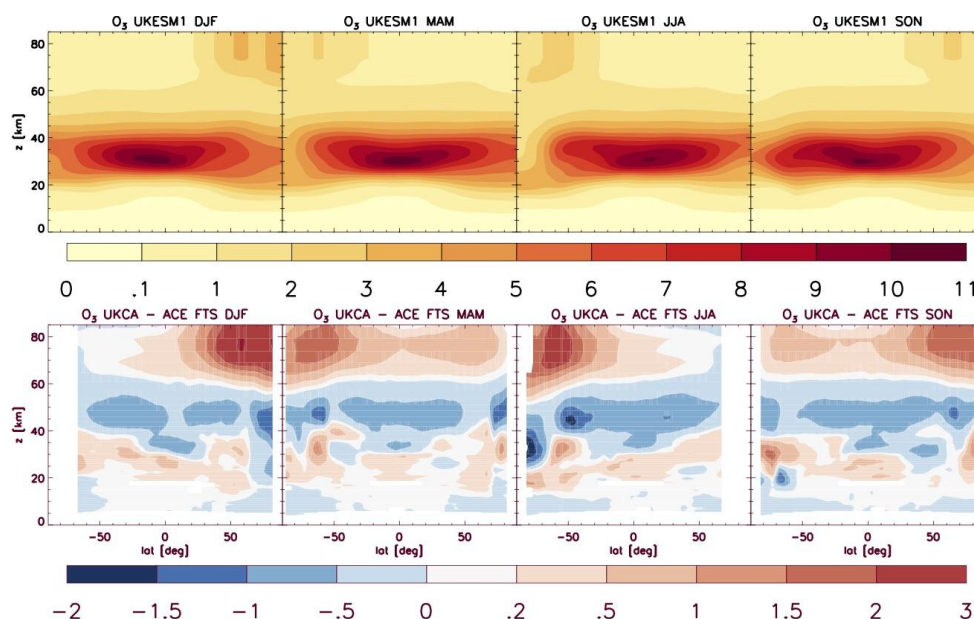 O3 UKESM1 DJF O3 UKESM1 MAM O3 UKESM1 JJA O3 UKESM1 SON
80
60
z [km]
40
20
0
0 .1 1 2 3 4 5 6 7 8 9 10 11
O3 UKCA - ACE FTS DJF O3 UKCA - ACE FTS MAM O3 UKCA - ACE FTS JJA O3 UKCA - ACE FTS SON
80
60
z [km]
40
20
0
-50 0 50 -50 0 50 -50 0 50 -50 0 50
lat [deg] lat [deg] lat [deg] lat [deg]
-2 -1.5 -1 -.5 0 .2 .5 1 1.5 2 3